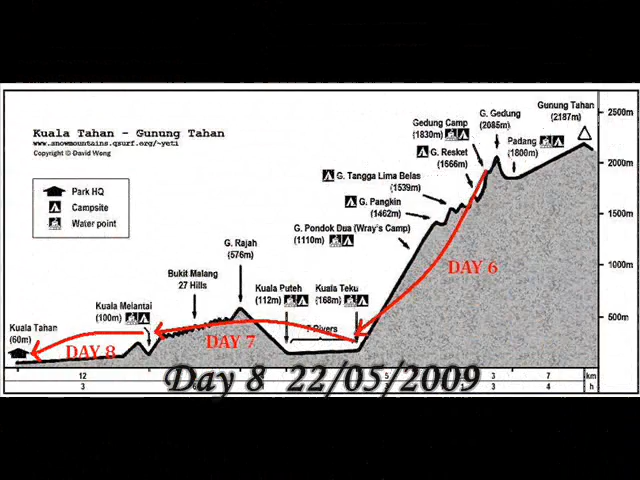 Kuala Tahan - Gunung Tahan
www.snowmountains.qsurf.org/~yeti
Copyright © David Wong
Park HQ
Campsite
Water point
Gunung Tahan
(2187m)
G. Gedung
(2085m)
Gedung Camp
(1830m)
Padang
(1800m)
G. Resket
(1666m)
G. Tangga Lima Belas
(1539m)
G. Pangkin
(1462m)
G. Pondok Dua (Wray's Camp)
(1110m)
G. Rajah
(576m)
Bukit Malang
27 Hills
Kuala Puteh
(112m)
Kuala Teku
(168m)
Kuala Melantai
(100m)
Kuala Tahan
(60m)
Rivers
DAY 6
DAY 7
DAY 8
2500m
2000m
1500m
1000m
500m
Day 8 22/05/2009
12 5 3 7 km
3 3 4 h